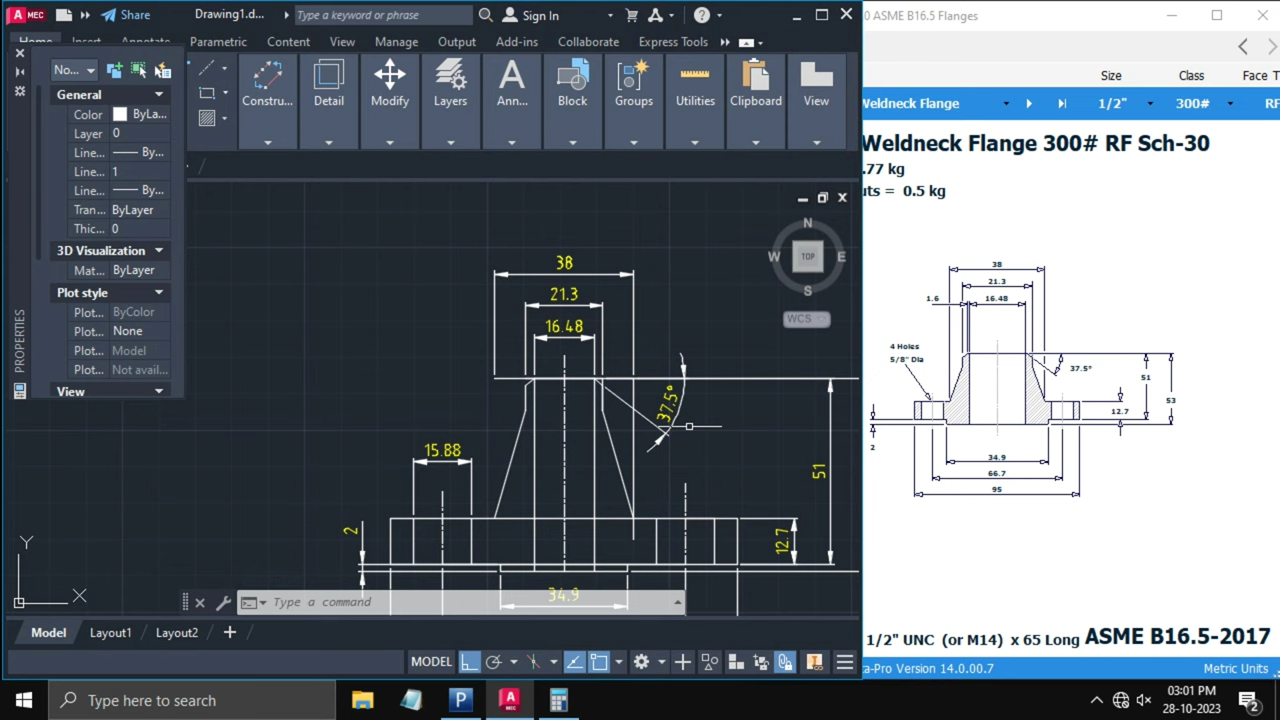 MEC
Share
Drawing1.d...
Type a keyword or phrase
Sign In
Home Insert Annotate Parametric Content View Manage Output Add-ins Collaborate Express Tools
Constru...
Detail
Modify
Layers
Ann...
Block
Groups
Utilities
Clipboard
View
No...
General
Color ByLa...
Layer 0
Line... By...
Line... 1
Line... By...
Tran... ByLayer
Thic... 0
3D Visualization
Mat... ByLayer
Plot style
Plot... ByColor
Plot... None
Plot... Model
Plot... Not avail...
View
PROPERTIES
N
W TOP E
S
WCS
38
21.3
16.48
37.5°
15.88
51
2
12.7
34.9
Y
X
Type a command
Model Layout1 Layout2
MODEL
0 ASME B16.5 Flanges
Size Class Face T
Weldneck Flange 1/2" 300# RF
Weldneck Flange 300# RF Sch-30
.77 kg
uts = 0.5 kg
38
21.3
1.6 16.48
4 Holes
5/8" Dia
37.5°
51
53
12.7
2
34.9
66.7
95
1/2" UNC (or M14) x 65 Long ASME B16.5-2017
ta-Pro Version 14.0.00.7 Metric Units
Type here to search
03:01 PM
28-10-2023
2